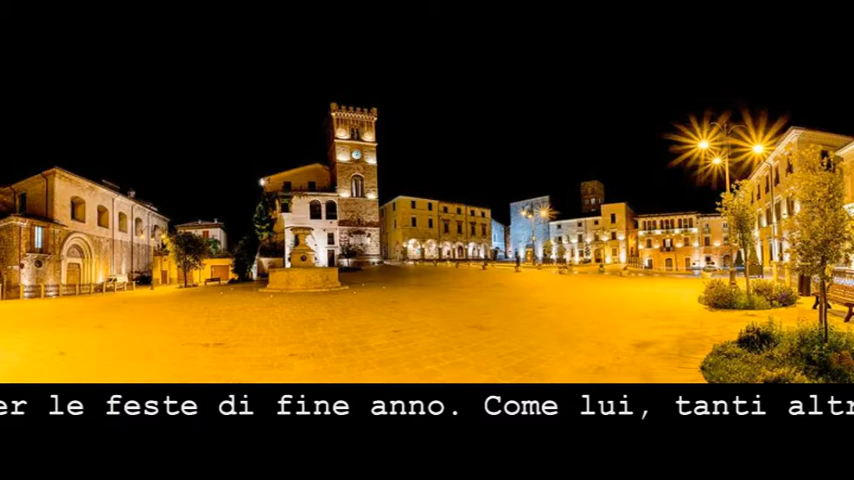 er le feste di fine anno. Come lui, tanti altr